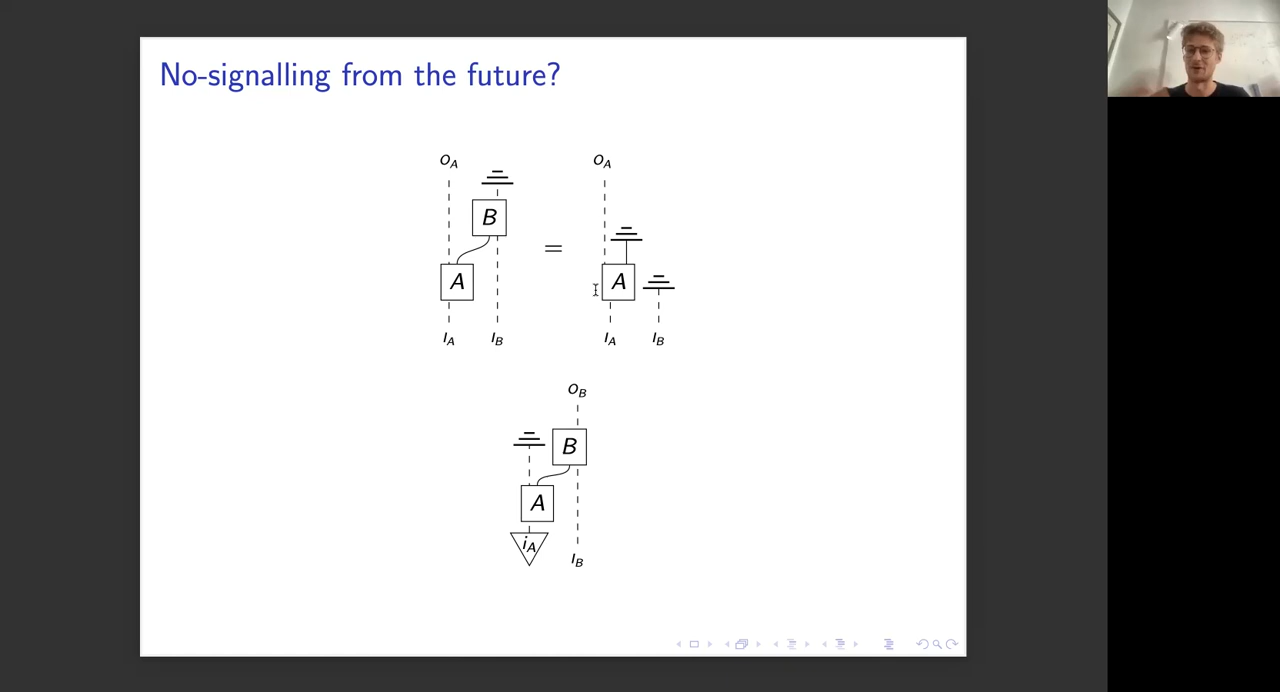 No-signalling from the future?
O_A
O_A
B
=
A
A
I_A I_B
I_A I_B
O_B
B
A
i_A
I_B